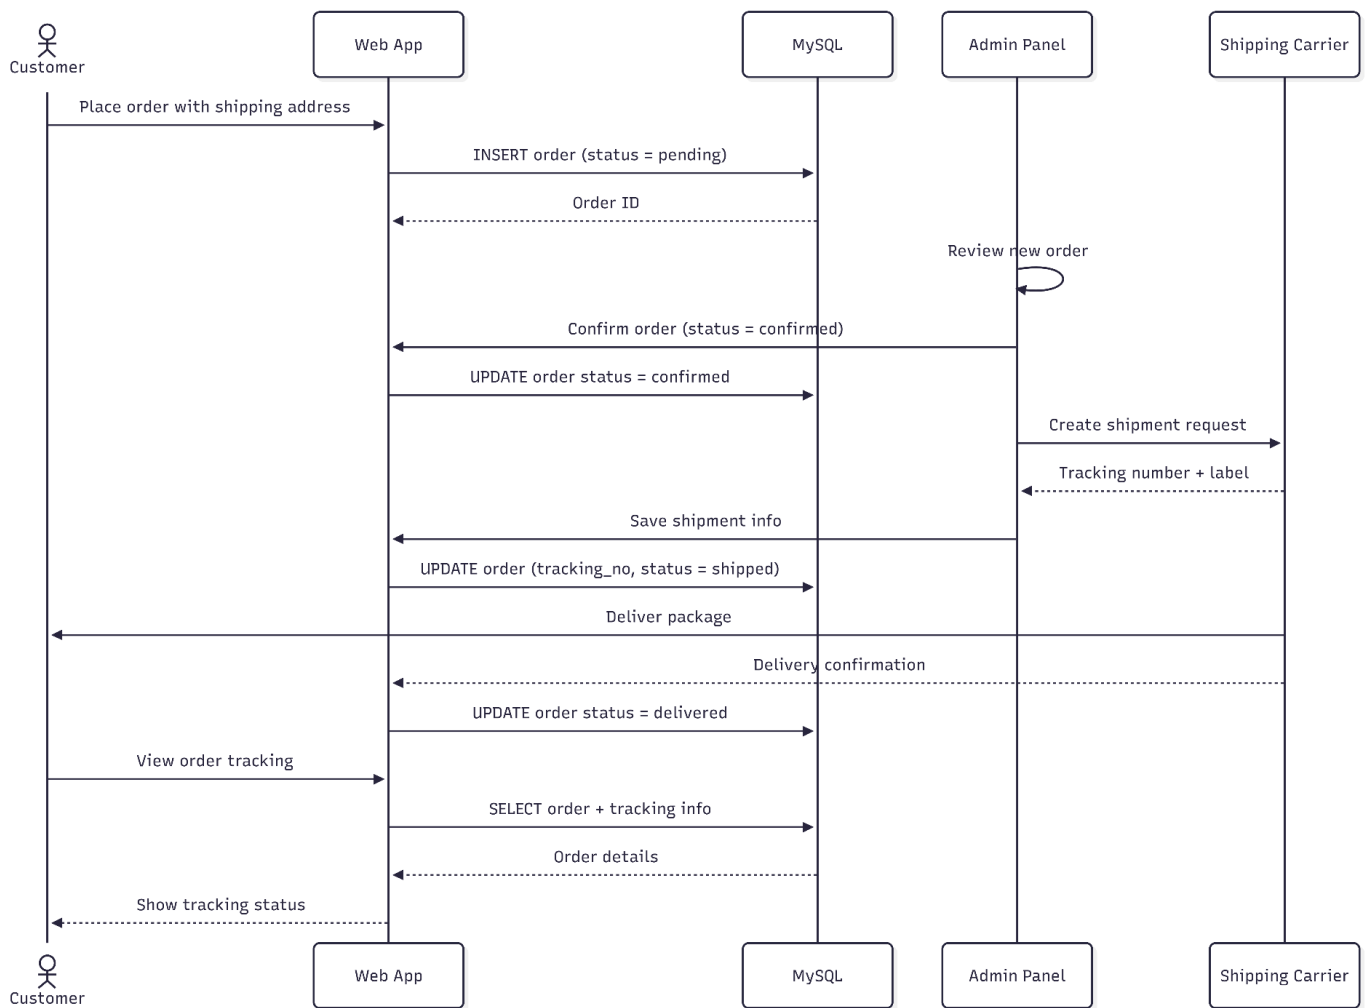 Customer
Web App
MySQL
Admin Panel
Shipping Carrier
Place order with shipping address
INSERT order (status = pending)
Order ID
Review new order
Confirm order (status = confirmed)
UPDATE order status = confirmed
Create shipment request
Tracking number + label
Save shipment info
UPDATE order (tracking_no, status = shipped)
Deliver package
Delivery confirmation
UPDATE order status = delivered
View order tracking
SELECT order + tracking info
Order details
Show tracking status
Customer
Web App
MySQL
Admin Panel
Shipping Carrier